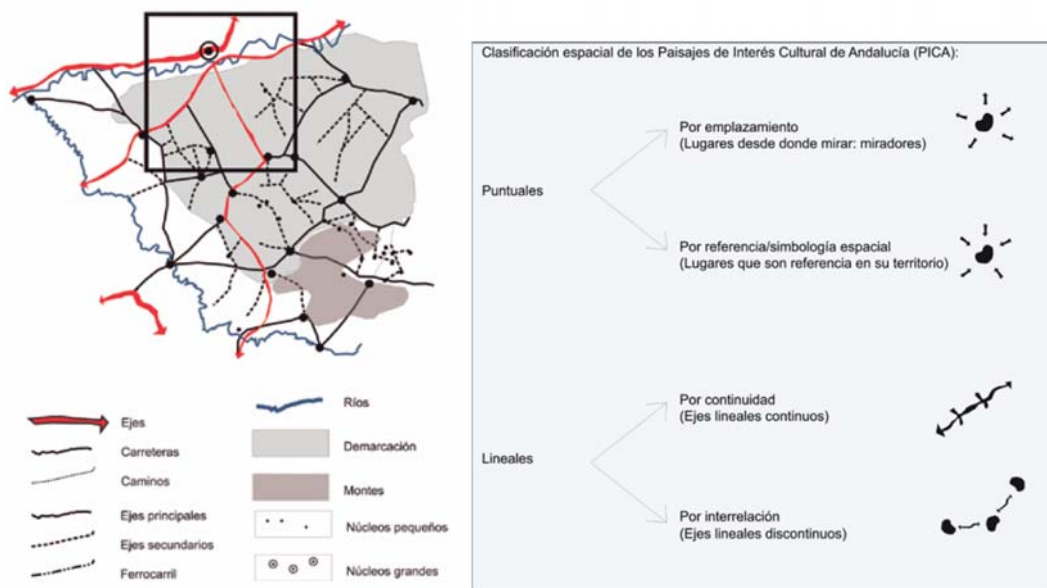 Ejes
Carreteras
Caminos
Ejes principales
Ejes secundarios
Ferrocarril
Ríos
Demarcación
Montes
Núcleos pequeños
Núcleos grandes
Clasificación espacial de los Paisajes de Interés Cultural de Andalucía (PICA):
Puntuales
Por emplazamiento
(Lugares desde donde mirar: miradores)
Por referencia/simbología espacial
(Lugares que son referencia en su territorio)
Lineales
Por continuidad
(Ejes lineales continuos)
Por interrelación
(Ejes lineales discontinuos)